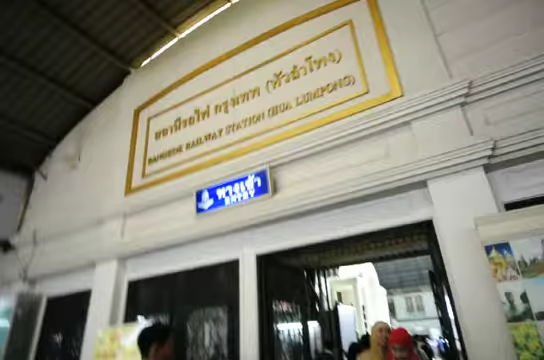 สถานีรถไฟ กรุงเทพ (หัวลำโพง)
BANGKOK RAILWAY STATION (HUA LUMPONG)
ทางเข้า
ENTRY